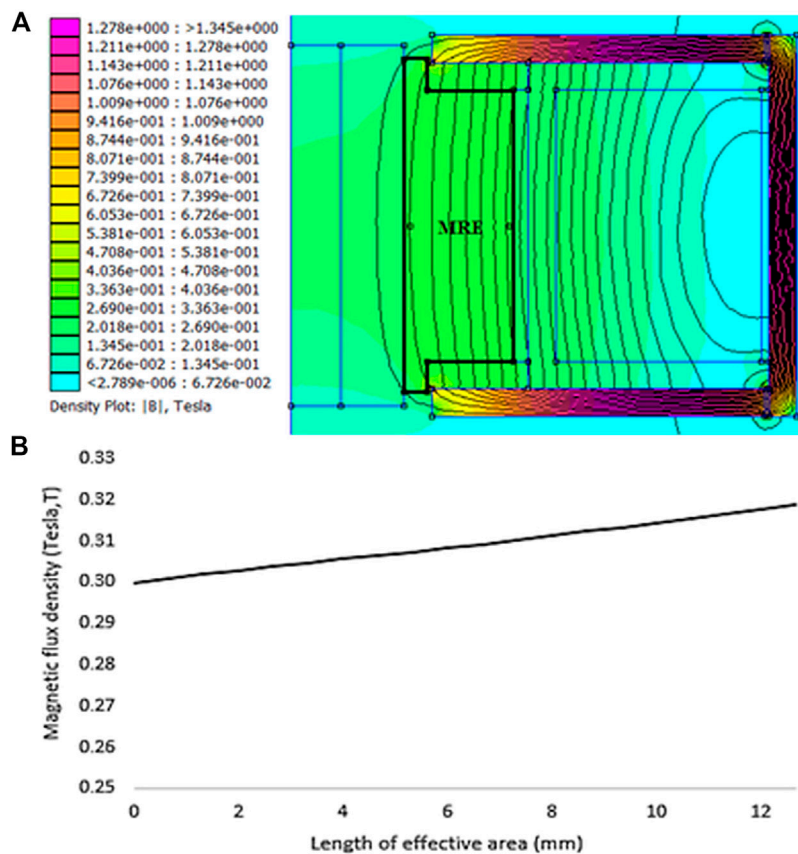 A
1.278e+000 : >1.345e+000
1.211e+000 : 1.278e+000
1.143e+000 : 1.211e+000
1.076e+000 : 1.143e+000
1.009e+000 : 1.076e+000
9.416e-001 : 1.009e+000
8.744e-001 : 9.416e-001
8.071e-001 : 8.744e-001
7.399e-001 : 8.071e-001
6.726e-001 : 7.399e-001
6.053e-001 : 6.726e-001
5.381e-001 : 6.053e-001
4.708e-001 : 5.381e-001
4.036e-001 : 4.708e-001
3.363e-001 : 4.036e-001
2.690e-001 : 3.363e-001
2.018e-001 : 2.690e-001
1.345e-001 : 2.018e-001
6.726e-002 : 1.345e-001
<2.789e-006 : 6.726e-002
Density Plot: |B|, Tesla
MRE
B
Magnetic flux density (Tesla,T)
0.33
0.32
0.31
0.30
0.29
0.28
0.27
0.26
0.25
0 2 4 6 8 10 12
Length of effective area (mm)